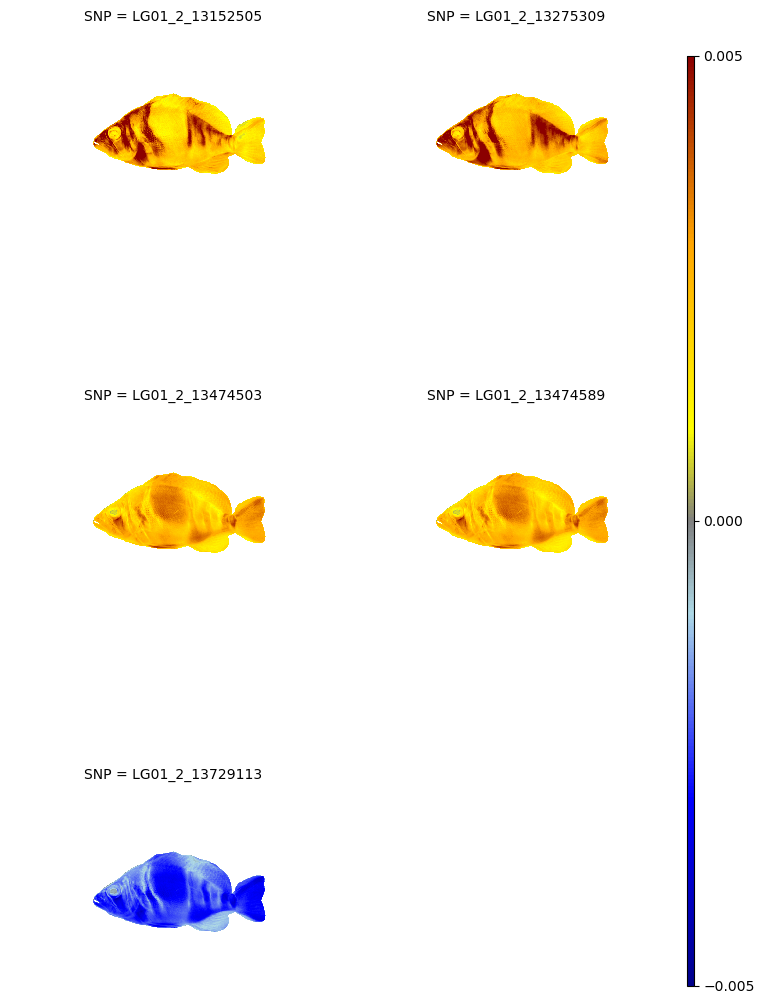 SNP = LG01_2_13152505
SNP = LG01_2_13275309
0.005
SNP = LG01_2_13474503
SNP = LG01_2_13474589
0.000
SNP = LG01_2_13729113
−0.005